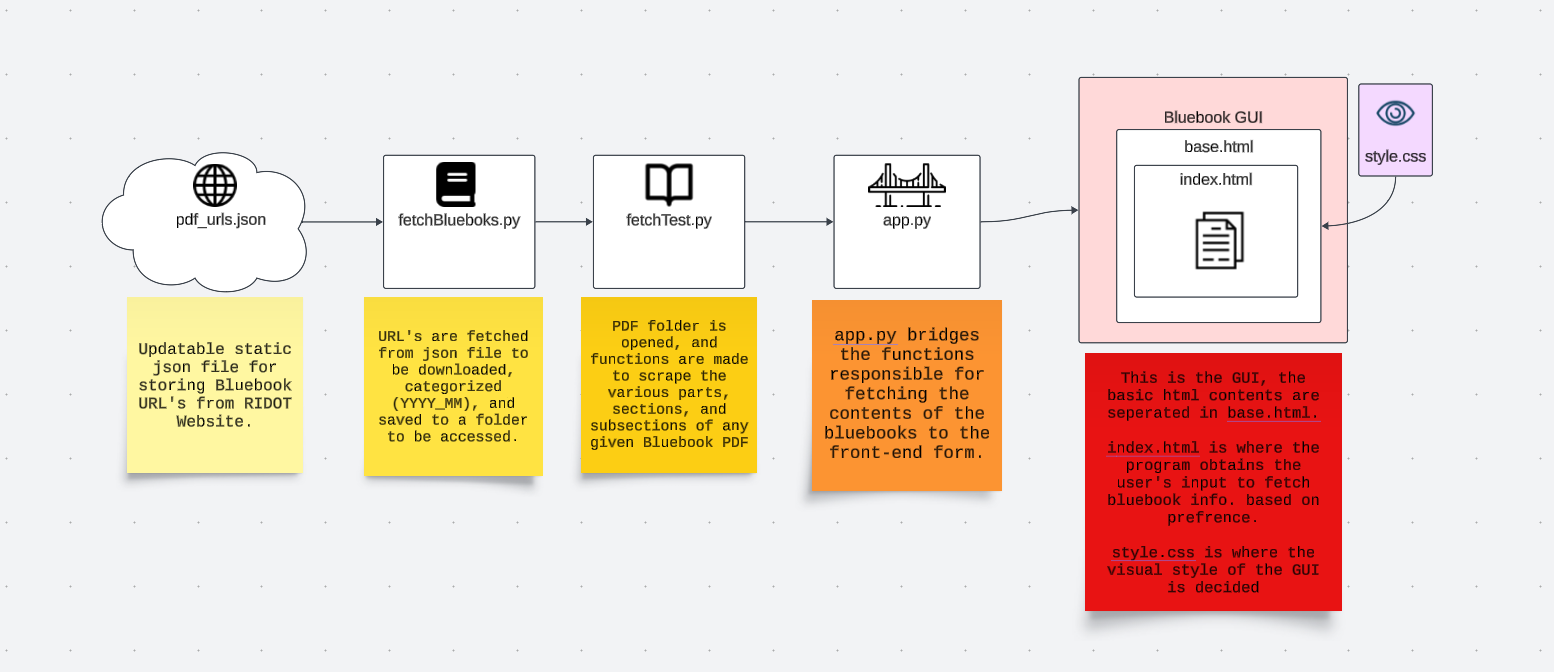 pdf_urls.json
Updatable static
json file for
storing Bluebook
URL's from RIDOT
Website.
fetchBlueboks.py
URL's are fetched
from json file to
be downloaded,
categorized
(YYYY_MM), and
saved to a folder
to be accessed.
fetchTest.py
PDF folder is
opened, and
functions are made
to scrape the
various parts,
sections, and
subsections of any
given Bluebook PDF
app.py
app.py bridges
the functions
responsible for
fetching the
contents of the
bluebooks to the
front-end form.
Bluebook GUI
base.html
index.html
style.css
This is the GUI, the
basic html contents are
seperated in base.html.
index.html is where the
program obtains the
user's input to fetch
bluebook info. based on
prefrence.
style.css is where the
visual style of the GUI
is decided